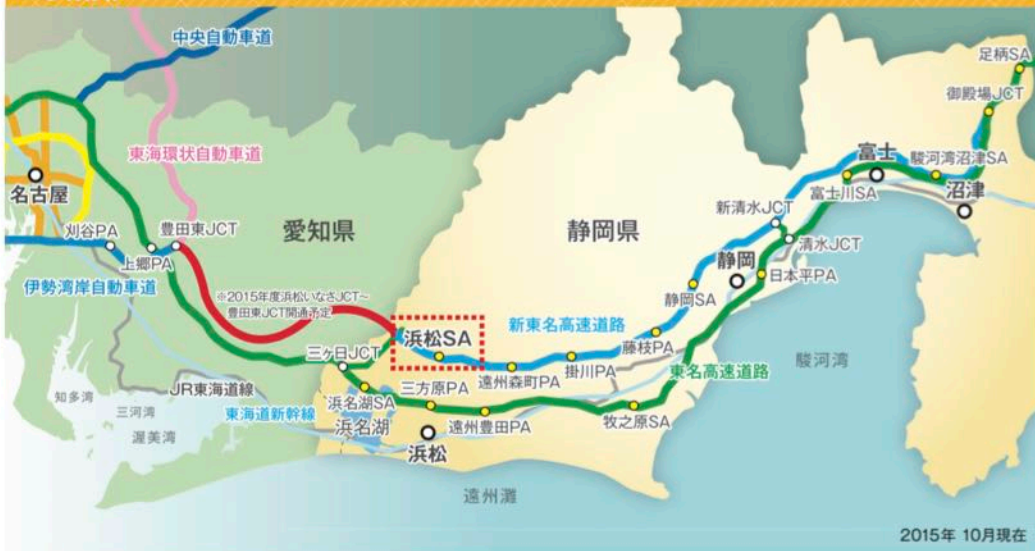 中央自動車道
足柄SA
御殿場JCT
東海環状自動車道
富士
駿河湾沼津SA
名古屋
富士川SA
沼津
刈谷PA
豊田東JCT
愛知県
静岡県
新清水JCT
上郷PA
清水JCT
静岡
日本平PA
伊勢湾岸自動車道
※2015年度浜松いなさJCT～
豊田東JCT開通予定
静岡SA
新東名高速道路
浜松SA
藤枝PA
三ヶ日JCT
掛川PA
駿河湾
遠州森町PA
東名高速道路
JR東海道線
三方原PA
知多湾
浜名湖SA
三河湾
東海道新幹線
牧之原SA
浜名湖
遠州豊田PA
渥美湾
浜松
遠州灘
2015年 10月現在